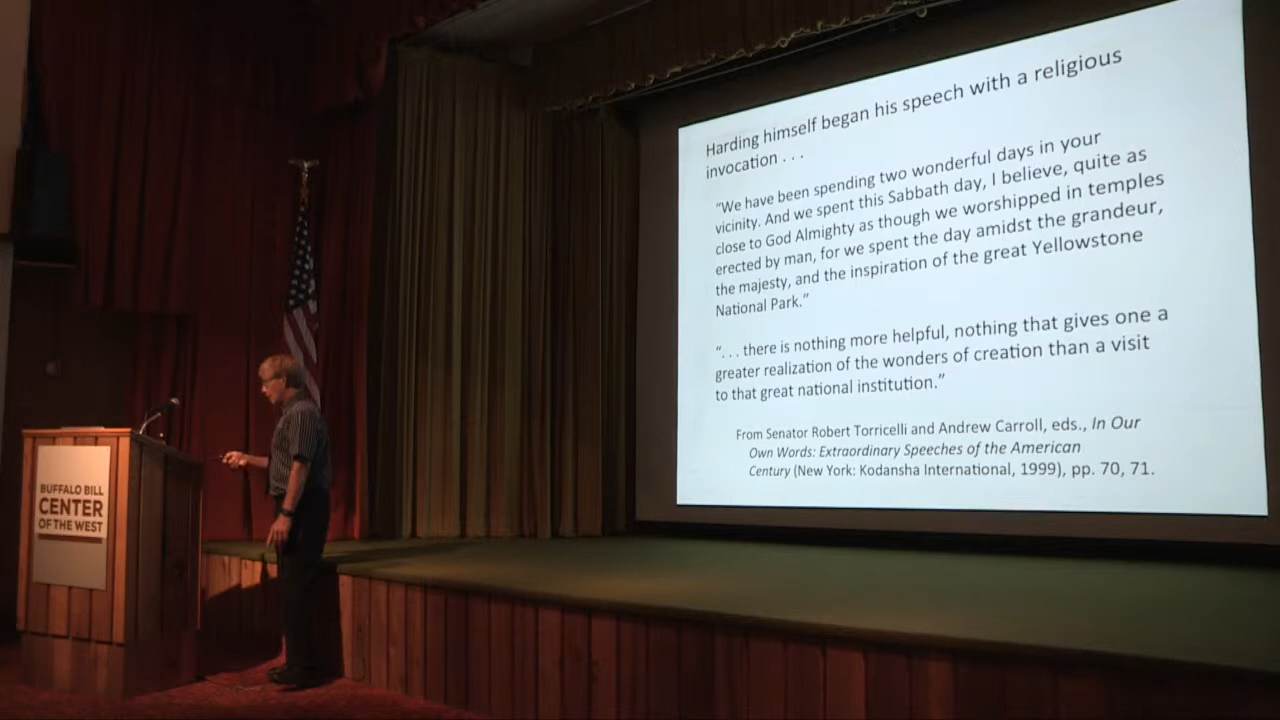 Harding himself began his speech with a religious
invocation . . .
“We have been spending two wonderful days in your
vicinity. And we spent this Sabbath day, I believe, quite as
close to God Almighty as though we worshipped in temples
erected by man, for we spent the day amidst the grandeur,
the majesty, and the inspiration of the great Yellowstone
National Park.”
“. . . there is nothing more helpful, nothing that gives one a
greater realization of the wonders of creation than a visit
to that great national institution.”
From Senator Robert Torricelli and Andrew Carroll, eds., In Our
Own Words: Extraordinary Speeches of the American
Century (New York: Kodansha International, 1999), pp. 70, 71.
BUFFALO BILL
CENTER
OF THE WEST